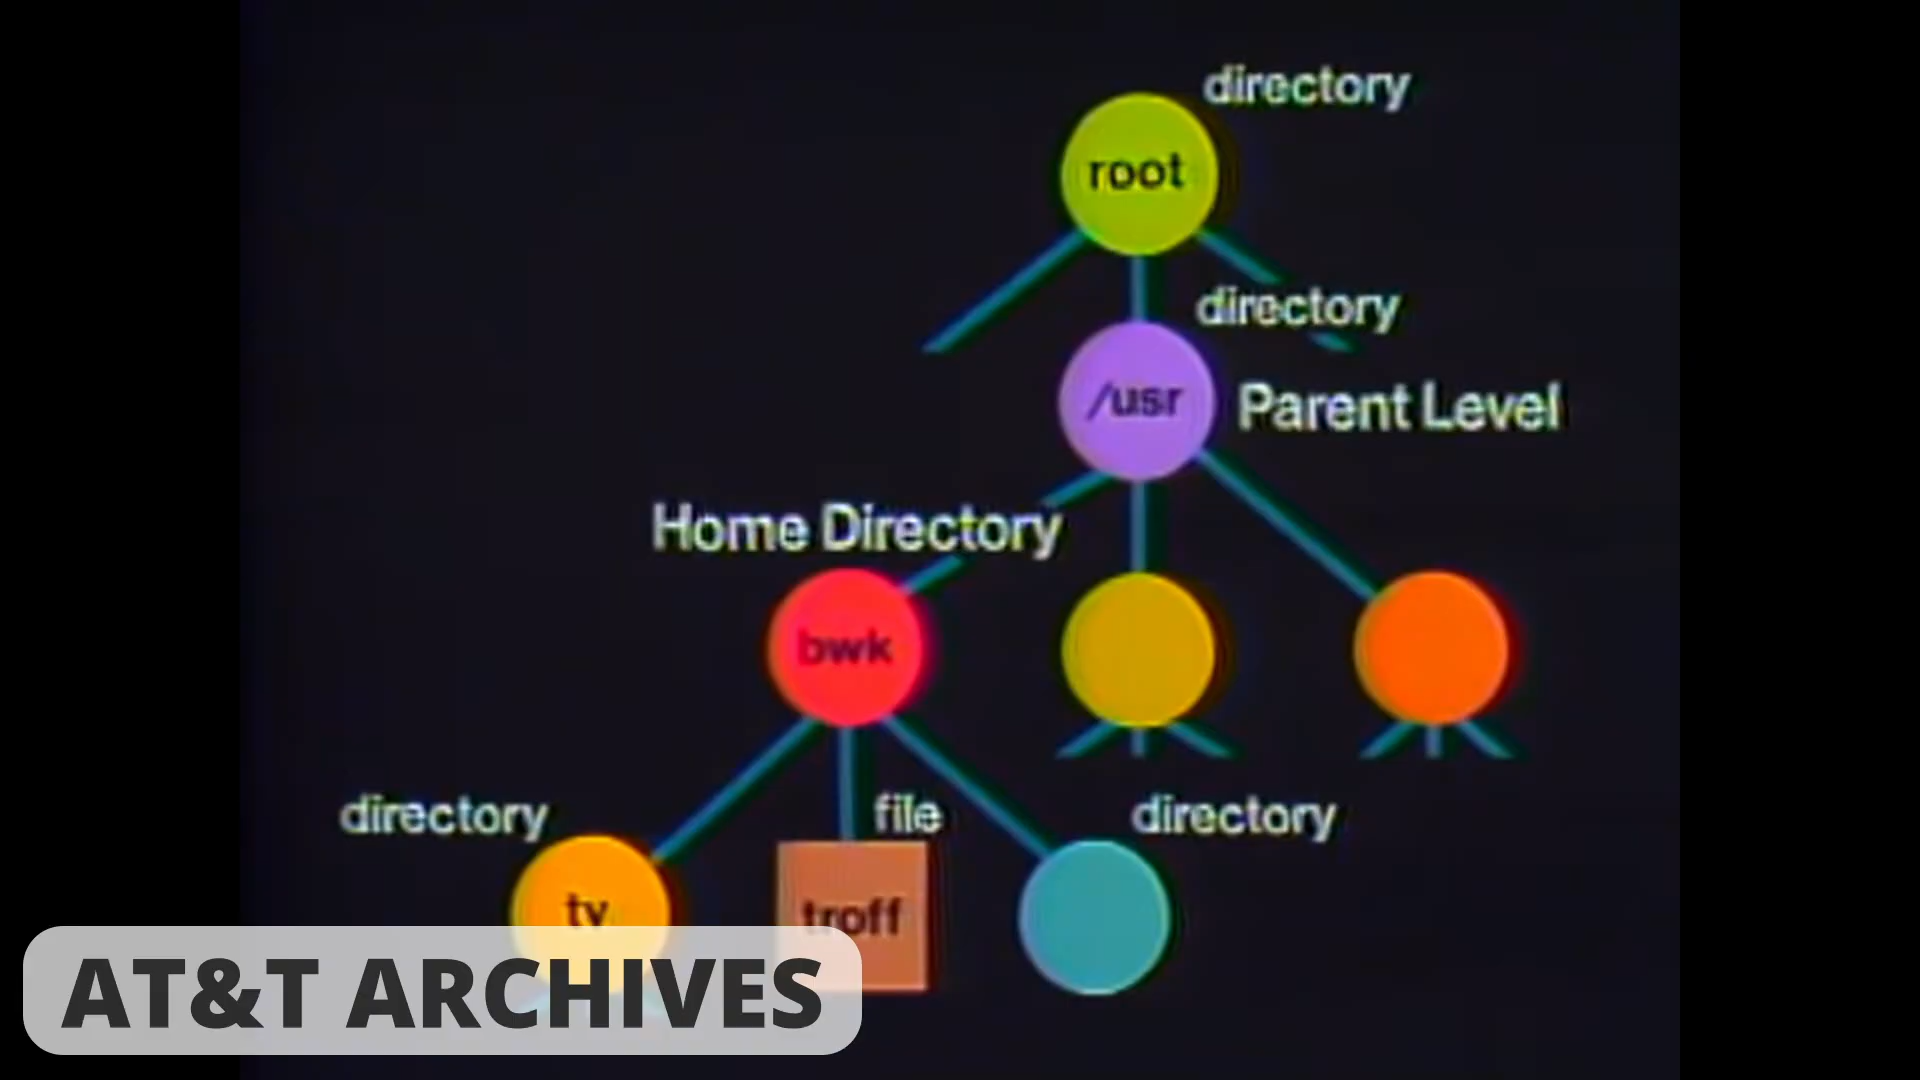 directory
root
directory
/usr
Parent Level
Home Directory
bwk
directory
file
directory
tv
troff
AT&T ARCHIVES